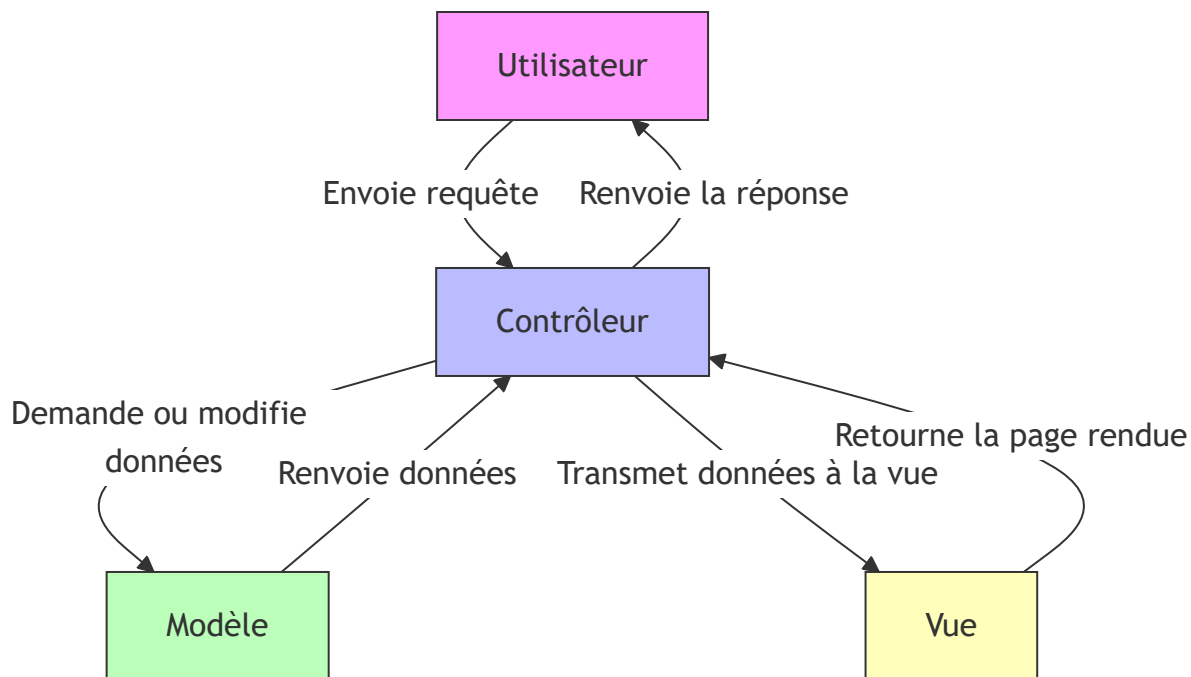 Utilisateur
Envoie requête
Renvoie la réponse
Contrôleur
Demande ou modifie
données
Renvoie données
Transmet données à la vue
Retourne la page rendue
Modèle
Vue